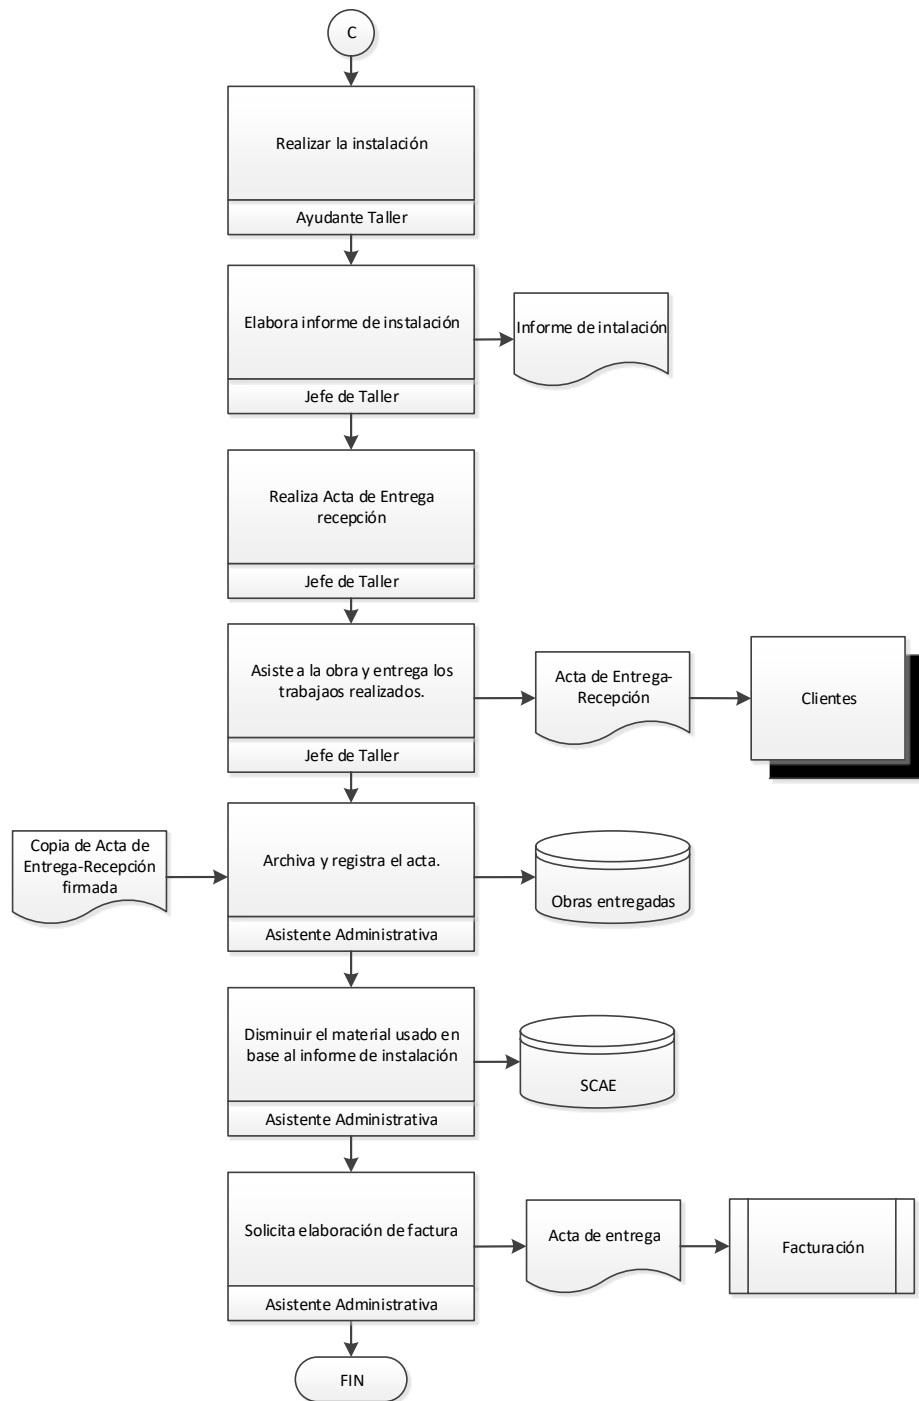 C
Realizar la instalación
Ayudante Taller
Elabora informe de instalación
Informe de intalación
Jefe de Taller
Realiza Acta de Entrega
recepción
Jefe de Taller
Asiste a la obra y entrega los
trabajaos realizados.
Acta de Entrega-
Recepción
Clientes
Jefe de Taller
Copia de Acta de
Entrega-Recepción
firmada
Archiva y registra el acta.
Obras entregadas
Asistente Administrativa
Disminuir el material usado en
base al informe de instalación
SCAE
Asistente Administrativa
Solicita elaboración de factura
Acta de entrega
Facturación
Asistente Administrativa
FIN